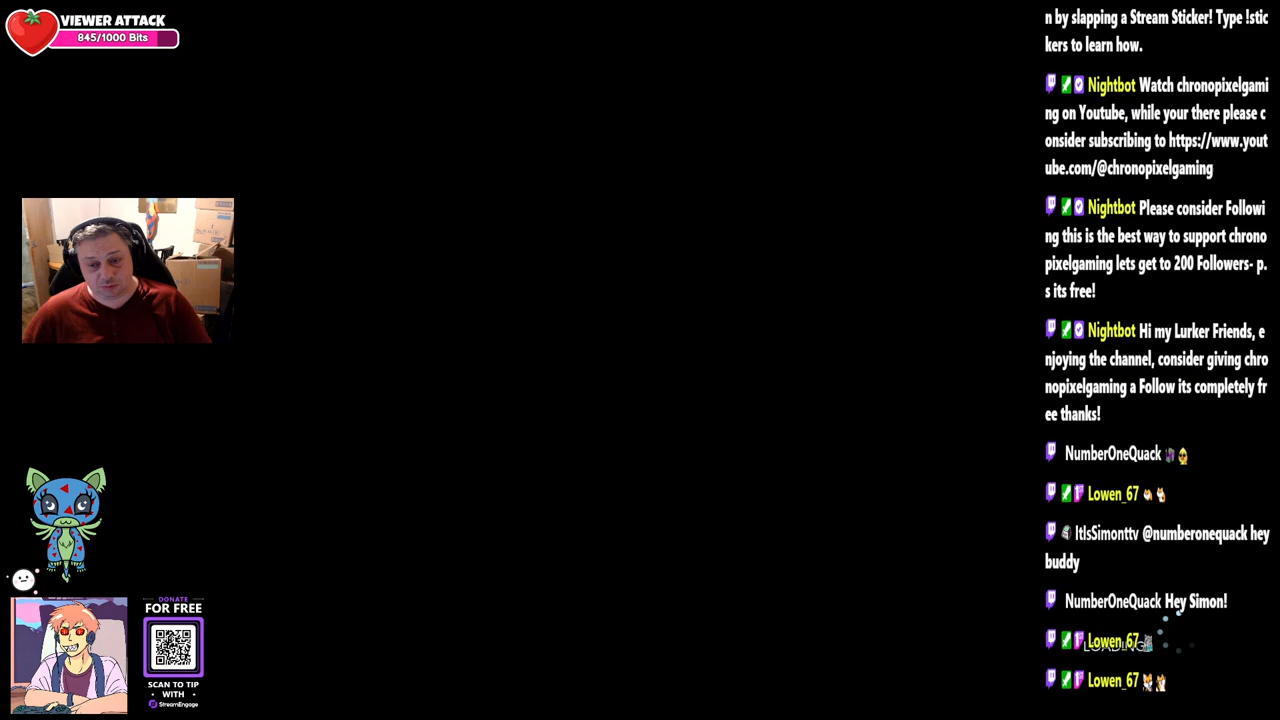 VIEWER ATTACK
845/1000 Bits
n by slapping a Stream Sticker! Type !stic
kers to learn how.
Nightbot Watch chronopixelgami
ng on Youtube, while your there please c
onsider subscribing to https://www.yout
ube.com/@chronopixelgaming
Nightbot Please consider Followi
ng this is the best way to support chrono
pixelgaming lets get to 200 Followers- p.
s its free!
Nightbot Hi my Lurker Friends, e
njoying the channel, consider giving chro
nopixelgaming a Follow its completely fr
ee thanks!
NumberOneQuack
Lowen_67
ItIsSimonttv @numberonequack hey
buddy
NumberOneQuack Hey Simon!
Lowen_67
LOADING
Lowen_67
DONATE
FOR FREE
SCAN TO TIP
• WITH •
StreamEngage